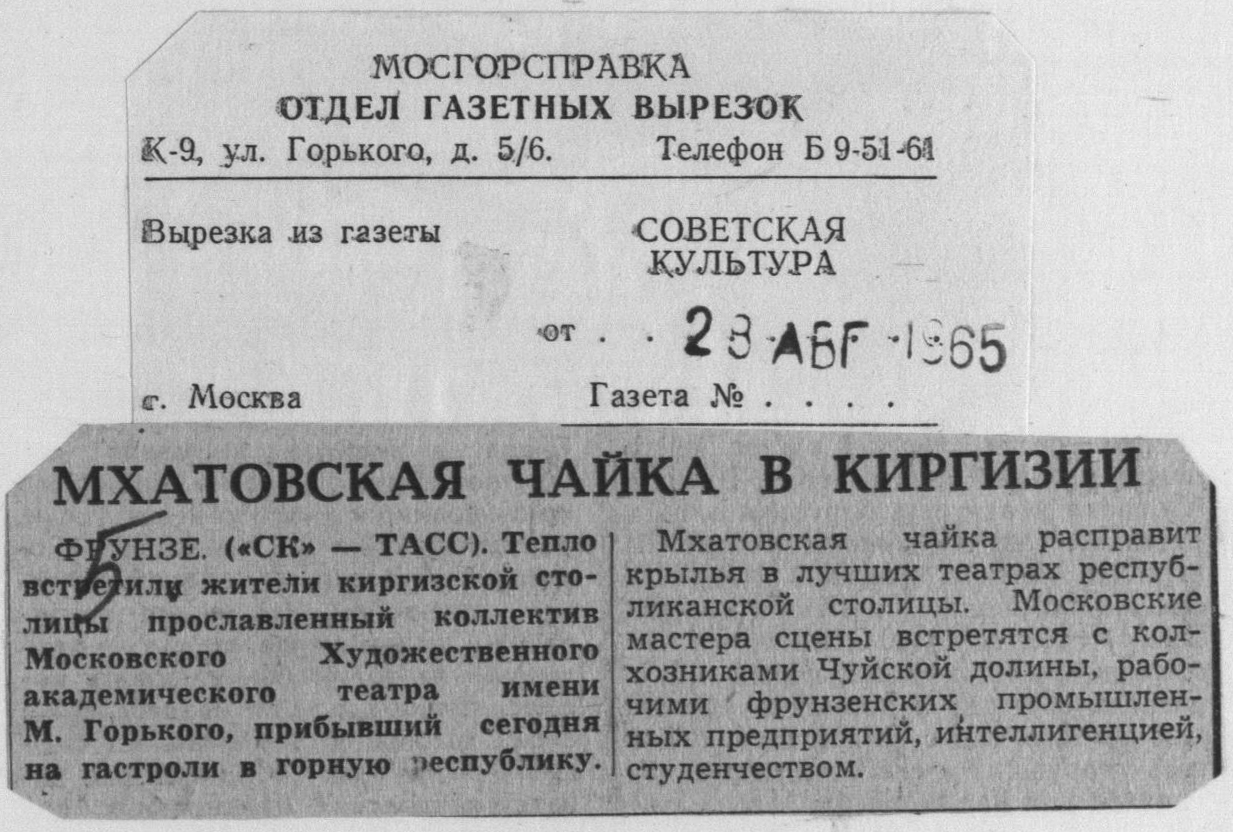 МОСГОРСПРАВКА
ОТДЕЛ ГАЗЕТНЫХ ВЫРЕЗОК
К-9, ул. Горького, д. 5/6. Телефон Б 9-51-61
Вырезка из газеты
СОВЕТСКАЯ
КУЛЬТУРА
от . . 28 АВГ 1965
г. Москва Газета № . . . .
МХАТОВСКАЯ ЧАЙКА В КИРГИЗИИ
5
ФРУНЗЕ. («СК» — ТАСС). Тепло
встретили жители киргизской сто-
лицы прославленный коллектив
Московского Художественного
академического театра имени
М. Горького, прибывший сегодня
на гастроли в горную республику.
Мхатовская чайка расправит
крылья в лучших театрах респуб-
ликанской столицы. Московские
мастера сцены встретятся с кол-
хозниками Чуйской долины, рабо-
чими фрунзенских промышлен-
ных предприятий, интеллигенцией,
студенчеством.